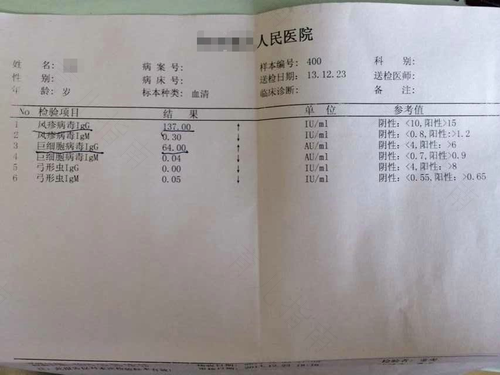 人民医院
姓 名: 病 案 号: 样本编号: 400 科 别:
性 别: 病 床 号: 送检日期: 13.12.23 送检医师:
年 龄: 岁 标本种类: 血清 临床诊断: 备 注:
No 检验项目 结 果 单 位 参考值
1 风疹病毒IgG 137.00 ↑ IU/ml 阴性: <10, 阳性>15
2 风疹病毒IgM 0.30 ↓ IU/ml 阴性: <0.8, 阳性>1.2
3 巨细胞病毒IgG 64.00 ↑ AU/ml 阴性: <4, 阳性: >6
4 巨细胞病毒IgM 0.04 ↓ AU/ml 阴性: <0.7, 阳性>0.9
5 弓形虫IgG 0.00 ↓ IU/ml 阴性: <4, 阳性: >8
6 弓形虫IgM 0.05 ↓ IU/ml 阴性: <0.55, 阳性: >0.65